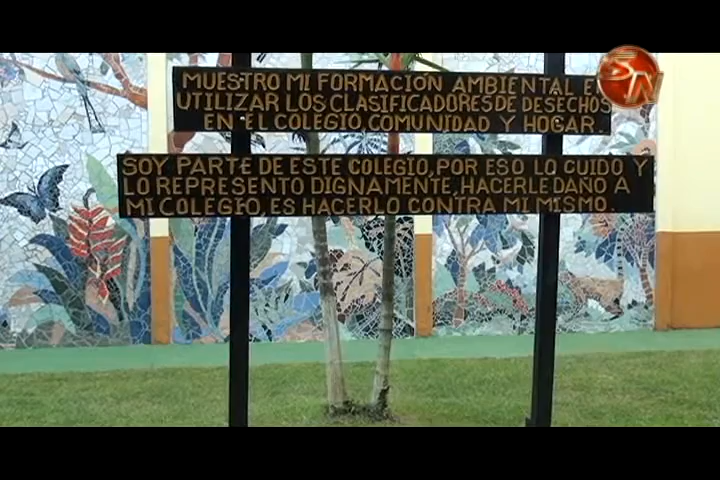 MUESTRO MI FORMACIÓN AMBIENTAL E
UTILIZAR LOS CLASIFICADORES DE DESECHOS
EN EL COLEGIO, COMUNIDAD Y HOGAR.
SOY PARTE DE ESTE COLEGIO, POR ESO LO CUIDO Y
LO REPRESENTO DIGNAMENTE, HACERLE DAÑO A
MI COLEGIO, ES HACERLO CONTRA MI MISMO.